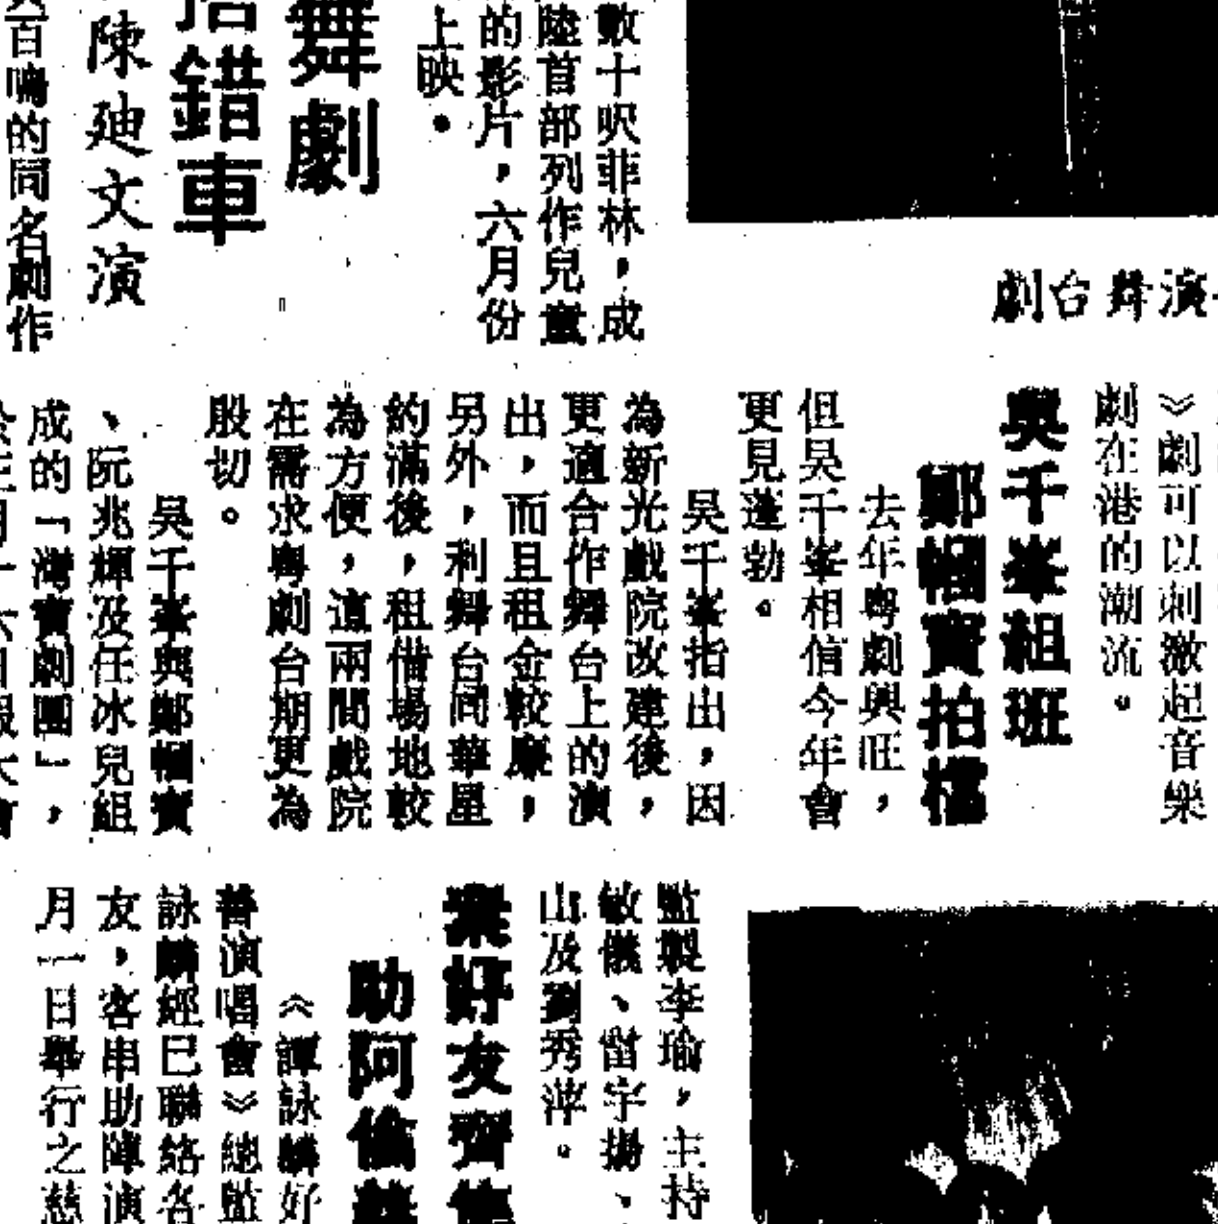 數十呎菲林，成
陸首部列作兒童
的影片，六月份
上映。
舞劇
搭錯車
陳廸文演
百鳴的同名劇作
劇台舞演
》劇可以刺激起音樂
劇在港的潮流。
吳千峯組班
鄭幗寶拍檔
去年粵劇興旺，
但吳千峯相信今年會
更見蓬勃。
吳千峯指出，因
為新光戲院改建後，
更適合作舞台上的演
出，而且租金較廉，
另外，利舞台同華星
約滿後，租借場地較
為方便，這兩間戲院
在需求粵劇台期更為
殷切。
吳千峯與鄭幗寶
、阮兆輝及任冰兒組
成的「灣寶劇團」，
監製李瑜，主持
敏儀、曾宇揚、
山及劉秀萍。
眾好友齊
助阿倫
《譚詠麟好
善演唱會》總監
詠麟經已聯絡各
友，客串助陣演
月一日舉行之慈